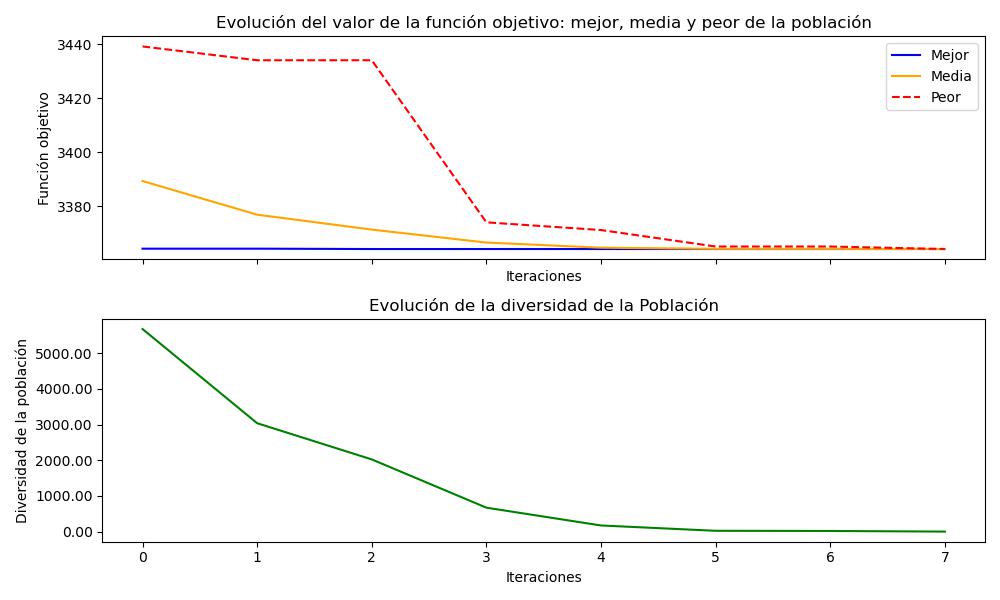 Evolución del valor de la función objetivo: mejor, media y peor de la población
3440
3420
3400
3380
Función objetivo
Mejor
Media
Peor
Iteraciones
Evolución de la diversidad de la Población
5000.00
4000.00
3000.00
2000.00
1000.00
0.00
Diversidad de la población
0 1 2 3 4 5 6 7
Iteraciones